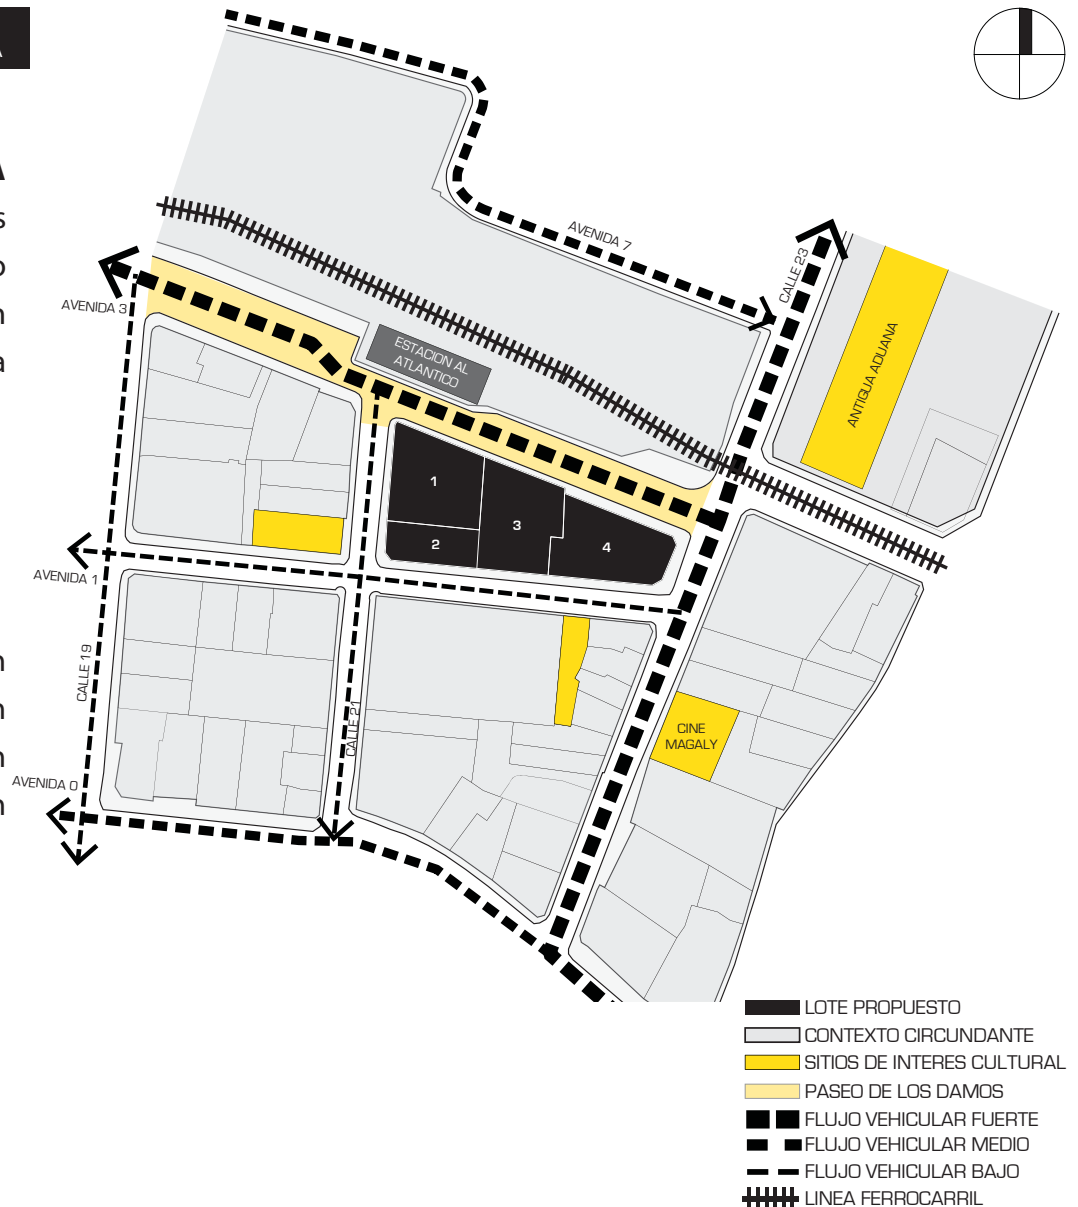 A
A
s
o
n
a
n
n
n
n
AVENIDA 7
CALLE 23
AVENIDA 3
ESTACION AL
ATLANTICO
ANTIGUA ADUANA
1
3
2
4
AVENIDA 1
CALLE 19
CALLE 21
CINE
MAGALY
AVENIDA 0
LOTE PROPUESTO
CONTEXTO CIRCUNDANTE
SITIOS DE INTERES CULTURAL
PASEO DE LOS DAMOS
FLUJO VEHICULAR FUERTE
FLUJO VEHICULAR MEDIO
FLUJO VEHICULAR BAJO
LINEA FERROCARRIL